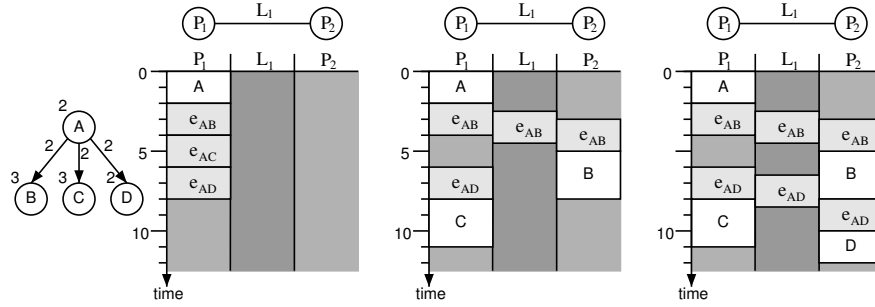 P1 L1 P2
P1 L1 P2
P1 L1 P2
P1 L1 P2
P1 L1 P2
P1 L1 P2
0 A
0 A
0 A
2 A
2 2 2
3 B
3 C
2 D
eAB
eAC
eAD
5
10
time
eAB eAB eAB
5
B
eAD
C
10
time
eAB eAB eAB
5
B
eAD eAD eAD
C
D
10
time